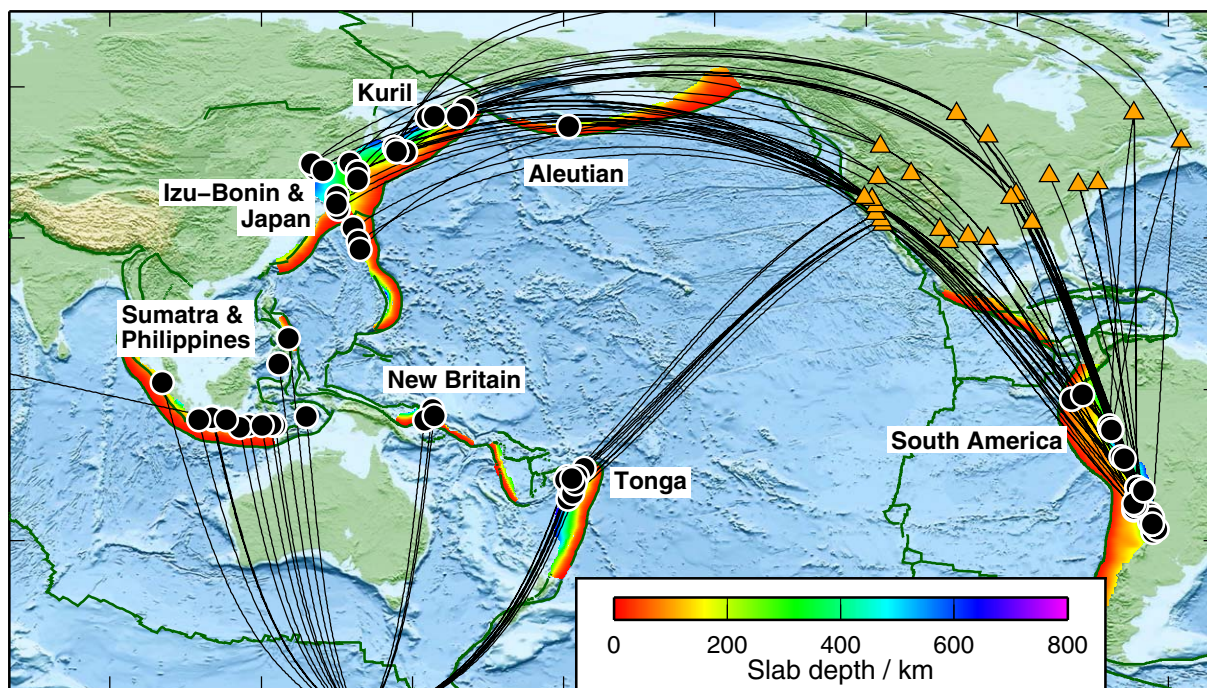 Kuril
Aleutian
Izu−Bonin &
Japan
Sumatra &
Philippines
New Britain
South America
Tonga
0 200 400 600 800
Slab depth / km